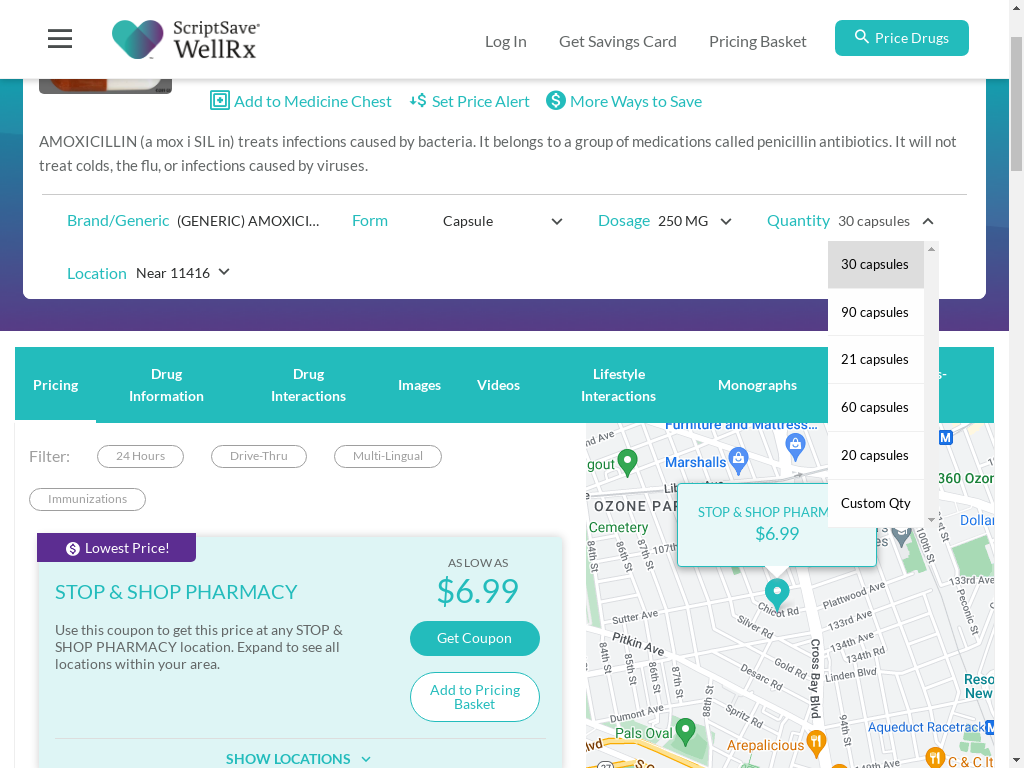 ScriptSave®
WellRx
Log In
Get Savings Card
Pricing Basket
Price Drugs
Add to Medicine Chest
Set Price Alert
More Ways to Save
AMOXICILLIN (a mox i SIL in) treats infections caused by bacteria. It belongs to a group of medications called penicillin antibiotics. It will not
treat colds, the flu, or infections caused by viruses.
Brand/Generic (GENERIC) AMOXICI...
Form Capsule
Dosage 250 MG
Quantity 30 capsules
Location Near 11416
30 capsules
90 capsules
21 capsules
60 capsules
20 capsules
Custom Qty
Pricing
Drug
Information
Drug
Interactions
Images
Videos
Lifestyle
Interactions
Monographs
Filter:
24 Hours
Drive-Thru
Multi-Lingual
Immunizations
Lowest Price!
STOP & SHOP PHARMACY
Use this coupon to get this price at any STOP &
SHOP PHARMACY location. Expand to see all
locations within your area.
AS LOW AS
$6.99
Get Coupon
Add to Pricing
Basket
SHOW LOCATIONS
Furniture and Mattress...
nd Ave
gout
Marshalls
M
360 Ozon
OZONE PAR
Cemetery
STOP & SHOP PHARM
$6.99
Dollar
es
84th St
107th
100th St
133rd Ave
Peconic St
Plattwood Ave
Chicot Rd
133rd Ave
Sutter Ave
Silver Rd
134th Ave
Pitkin Ave
134th Rd
Gold Rd
Linden Blvd
Desarc Rd
Cross Bay Blvd
84th St
85th St
86th St
87th St
88th St
94th St
Reso
New
Dumont Ave
Spritz Rd
Aqueduct Racetrack
M
Pals Oval
Arepalicious
lvd
27
S C
C & C It